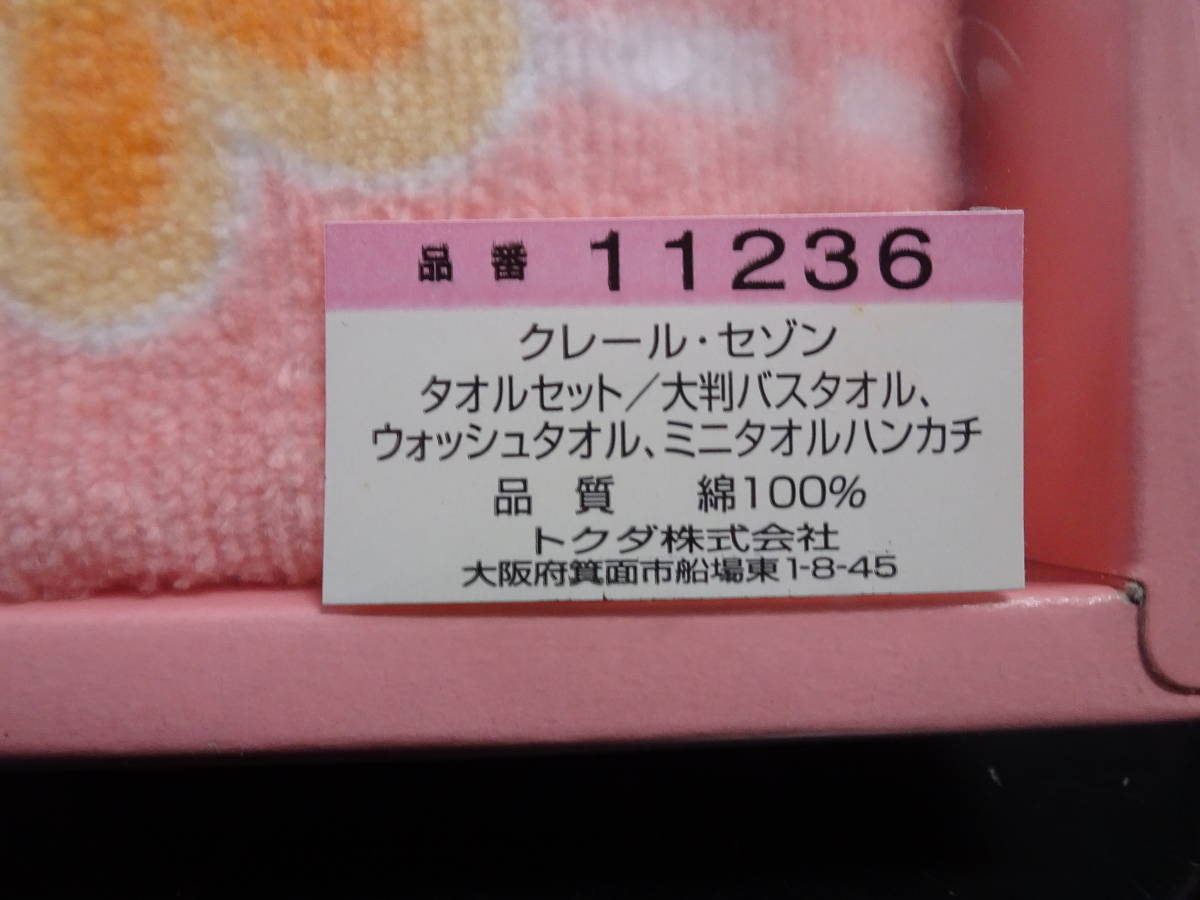 品番 11236
クレール・セゾン
タオルセット/大判バスタオル、
ウォッシュタオル、ミニタオルハンカチ
品質 綿100%
トクダ株式会社
大阪府箕面市船場東1-8-45